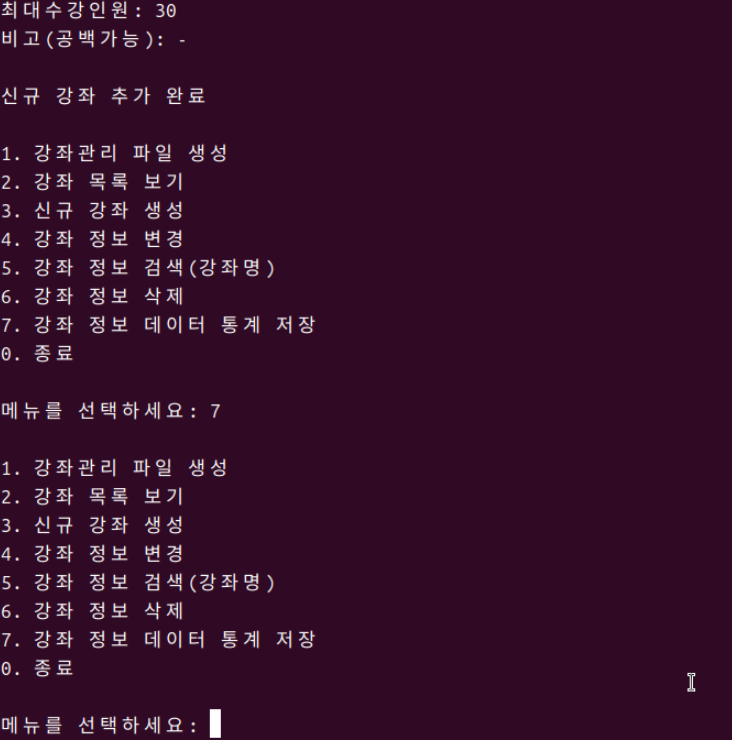 최대수강인원: 30
비고(공백가능): -
신규 강좌 추가 완료
1. 강좌관리 파일 생성
2. 강좌 목록 보기
3. 신규 강좌 생성
4. 강좌 정보 변경
5. 강좌 정보 검색(강좌명)
6. 강좌 정보 삭제
7. 강좌 정보 데이터 통계 저장
0. 종료
메뉴를 선택하세요: 7
1. 강좌관리 파일 생성
2. 강좌 목록 보기
3. 신규 강좌 생성
4. 강좌 정보 변경
5. 강좌 정보 검색(강좌명)
6. 강좌 정보 삭제
7. 강좌 정보 데이터 통계 저장
0. 종료
메뉴를 선택하세요: